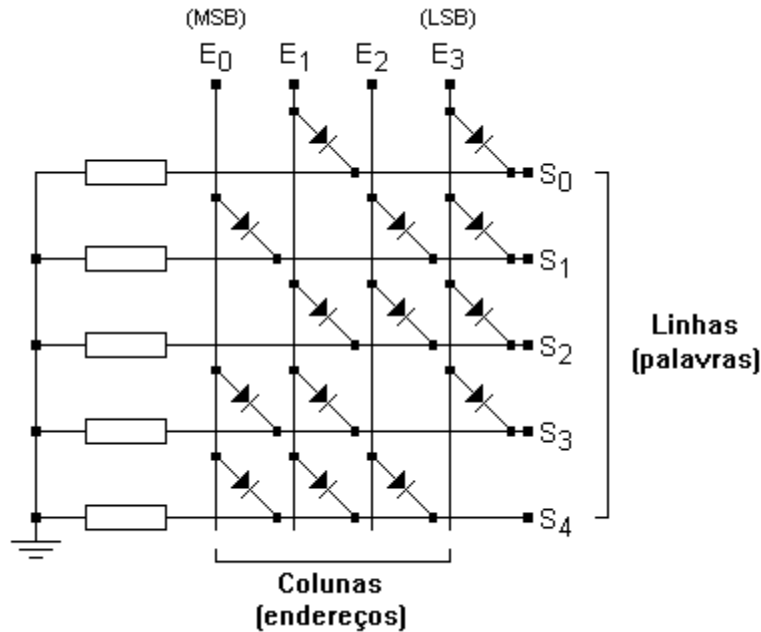 (MSB) (LSB)
E0 E1 E2 E3
S0
S1
Linhas
(palavras)
S2
S3
S4
Colunas
(endereços)